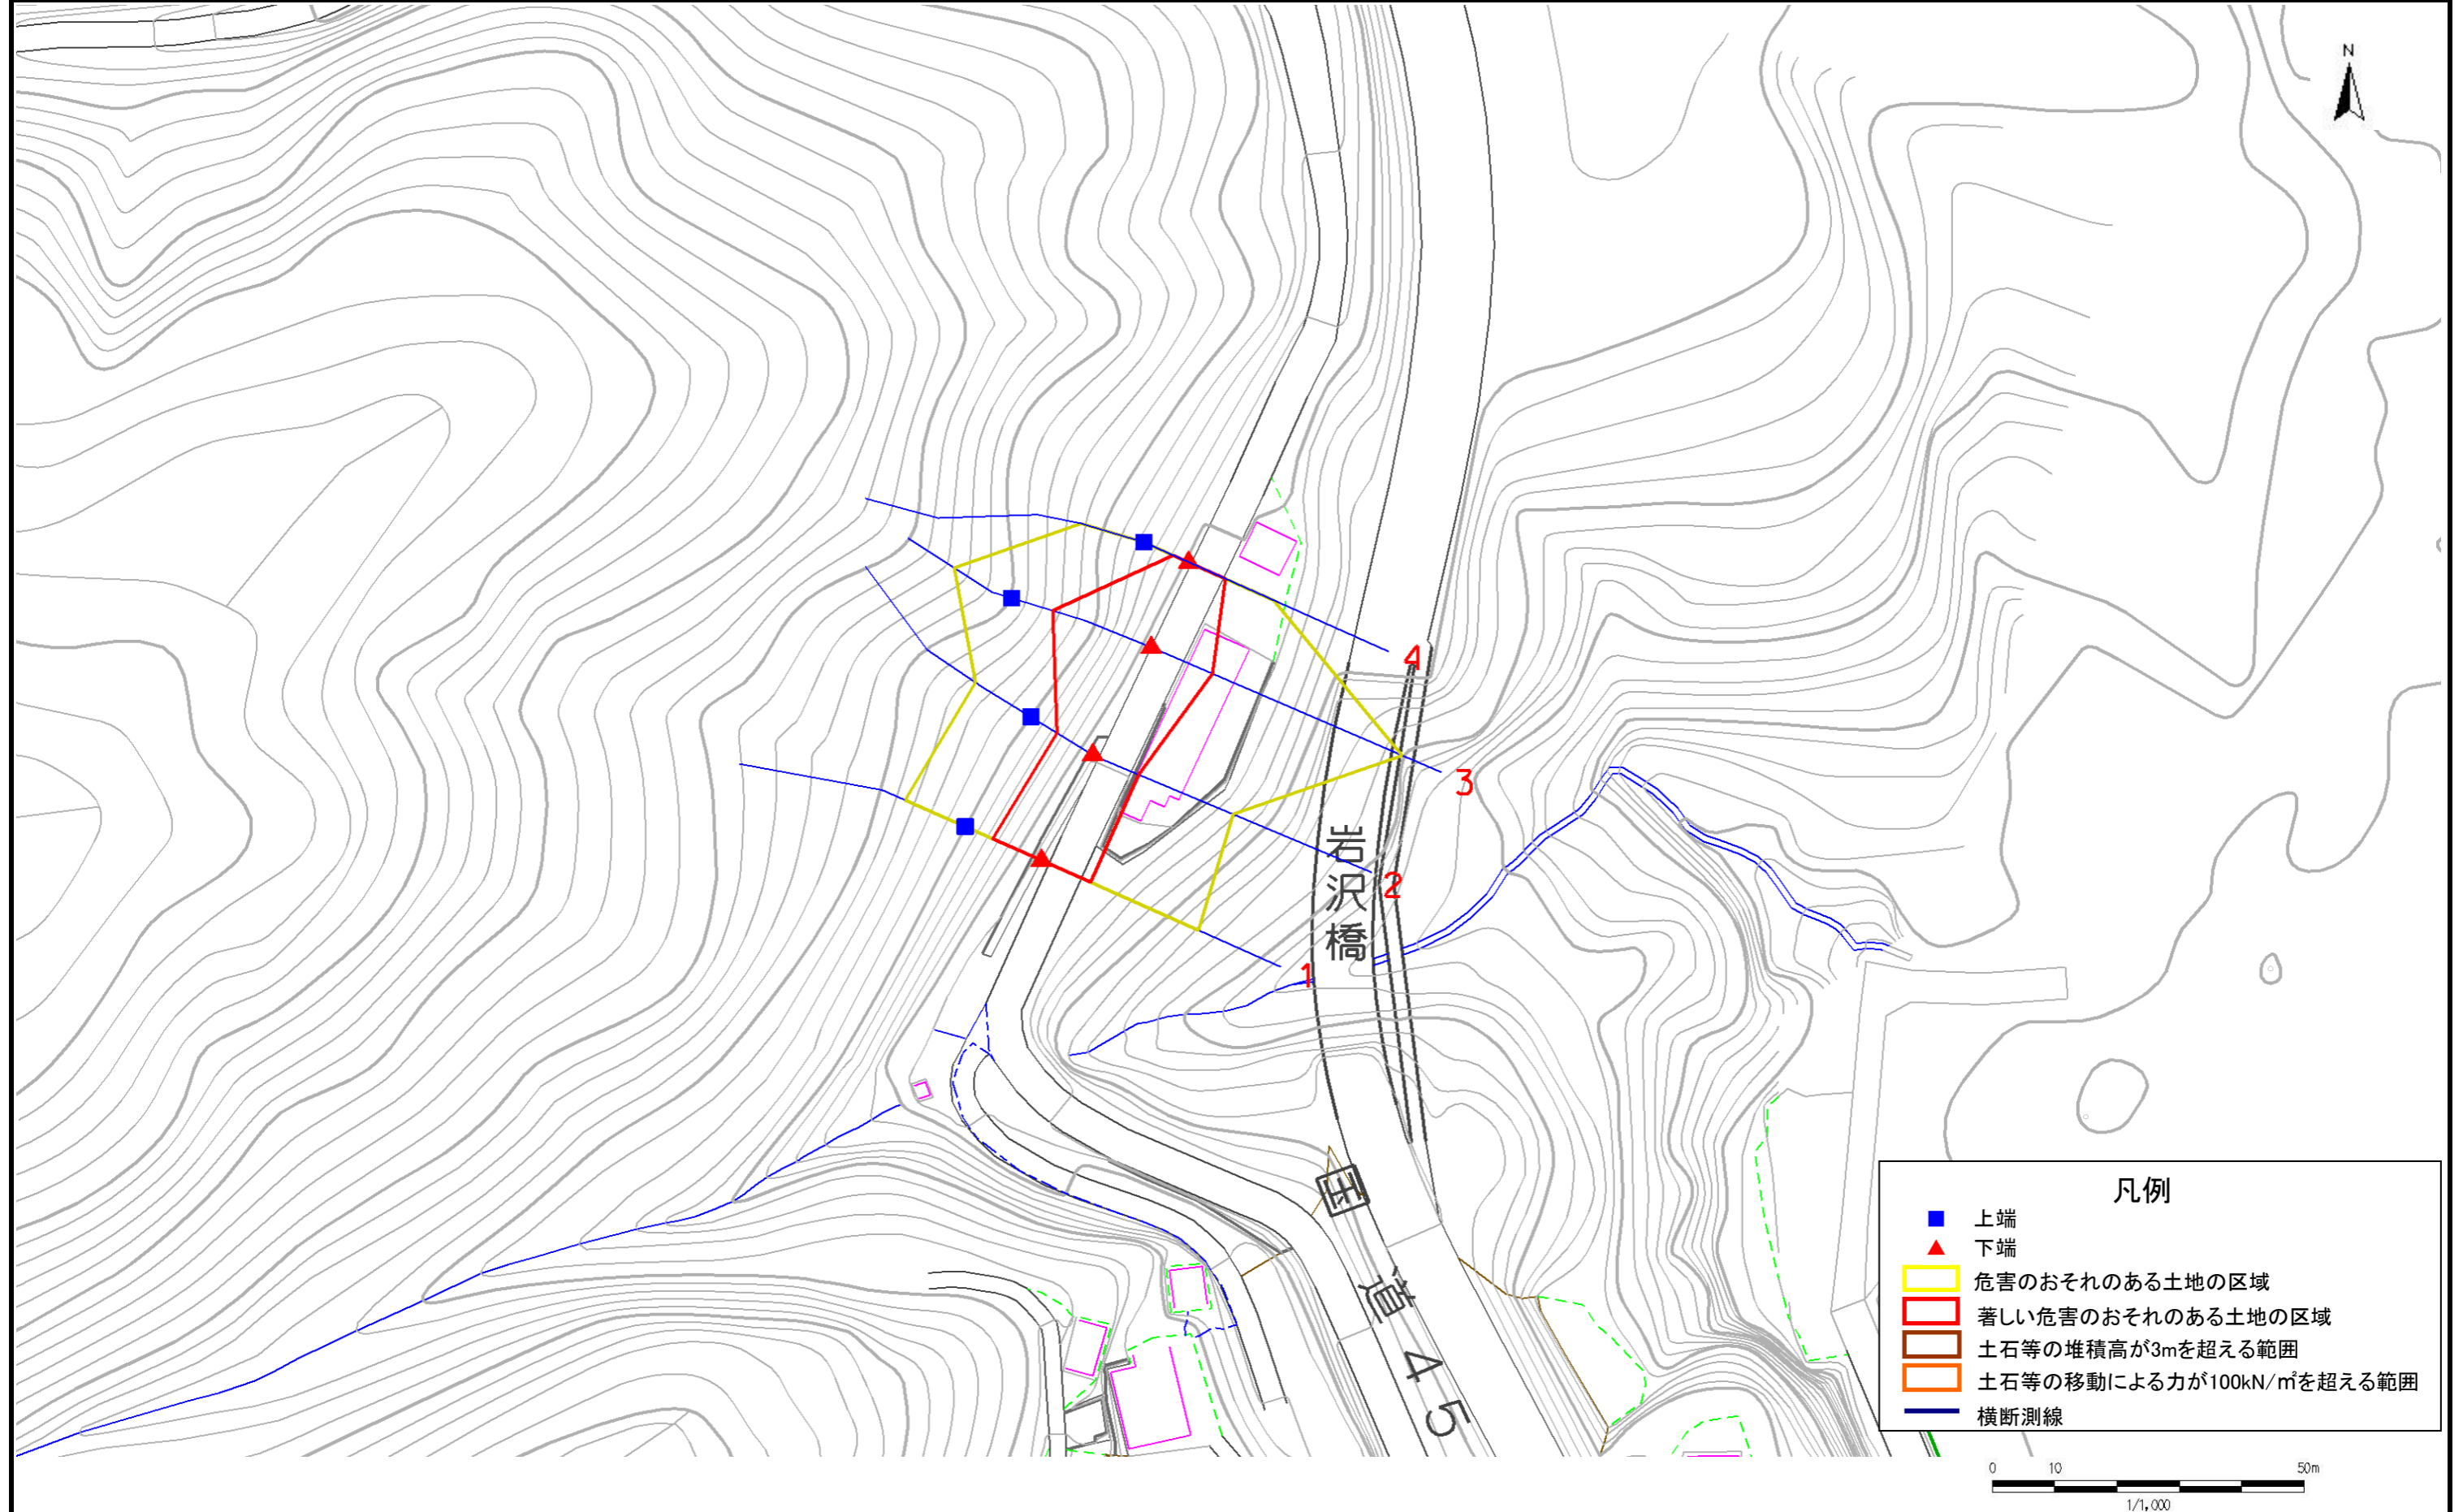 N
4
3
岩沢橋
2
1
国道45
凡例
上端
下端
危害のおそれのある土地の区域
著しい危害のおそれのある土地の区域
土石等の堆積高が3mを超える範囲
土石等の移動による力が100kN/㎡を超える範囲
横断測線
0 10 50m
1/1,000